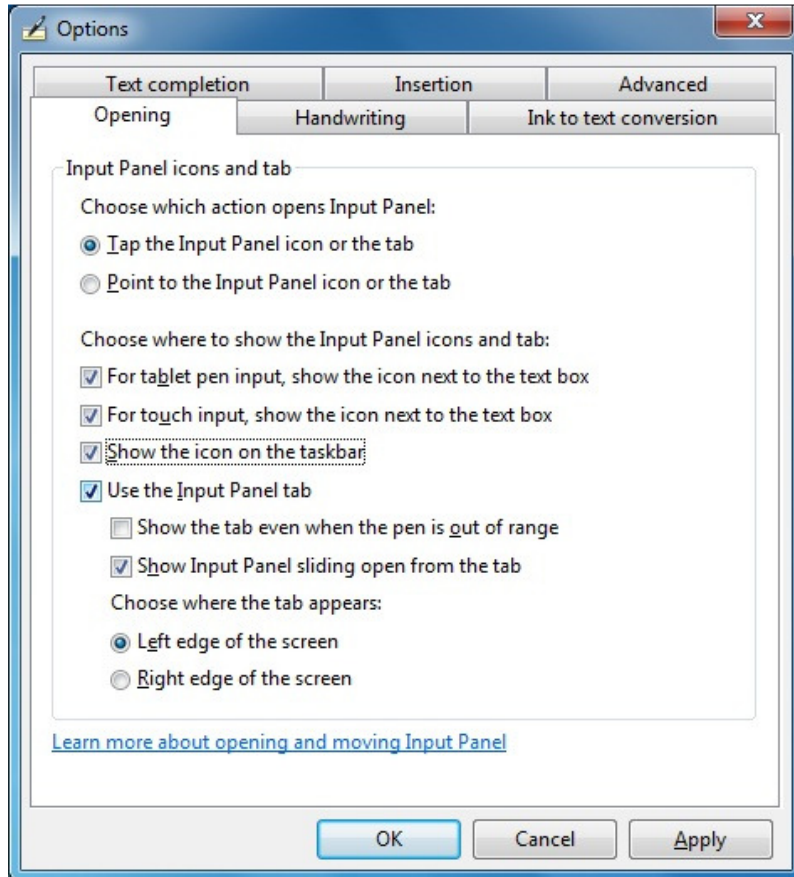 Options
Text completion Insertion Advanced
Opening Handwriting Ink to text conversion
Input Panel icons and tab
Choose which action opens Input Panel:
Tap the Input Panel icon or the tab
Point to the Input Panel icon or the tab
Choose where to show the Input Panel icons and tab:
For tablet pen input, show the icon next to the text box
For touch input, show the icon next to the text box
Show the icon on the taskbar
Use the Input Panel tab
Show the tab even when the pen is out of range
Show Input Panel sliding open from the tab
Choose where the tab appears:
Left edge of the screen
Right edge of the screen
Learn more about opening and moving Input Panel
OK Cancel Apply